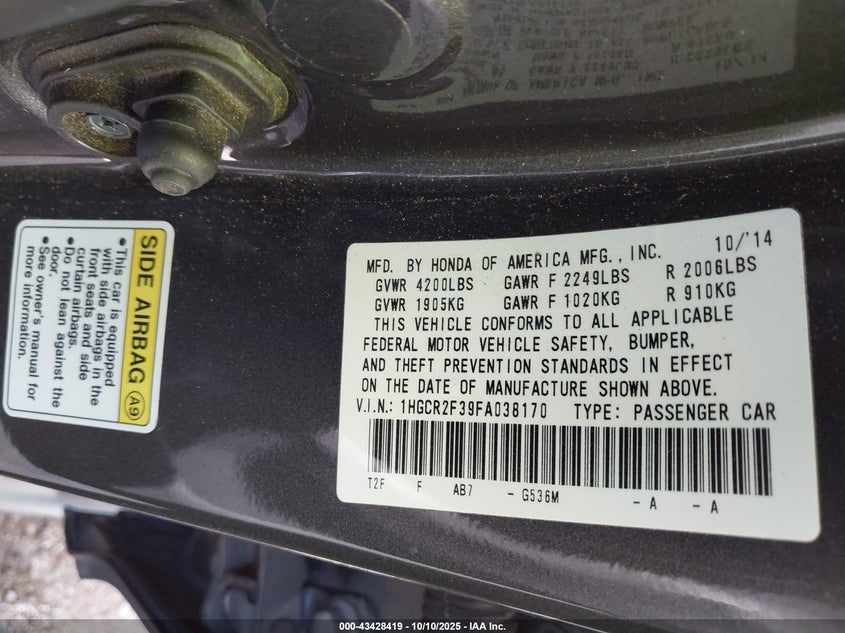 MFD. BY HONDA OF AMERICA MFG., INC. 10/'14
GVWR 4200LBS GAWR F 2249LBS R 2006LBS
GVWR 1905KG GAWR F 1020KG R 910KG
THIS VEHICLE CONFORMS TO ALL APPLICABLE
FEDERAL MOTOR VEHICLE SAFETY, BUMPER,
AND THEFT PREVENTION STANDARDS IN EFFECT
ON THE DATE OF MANUFACTURE SHOWN ABOVE.
V.I.N.: 1HGCR2F39FA038170 TYPE: PASSENGER CAR
T2F F AB7 - G536M - A - A
SIDE AIRBAG A9
• This car is equipped
with side airbags in the
front seats and side
curtain airbags.
• Do not lean against the
door.
• See owner's manual for
more information.
000-43428419 - 10/10/2025 - IAA Inc.